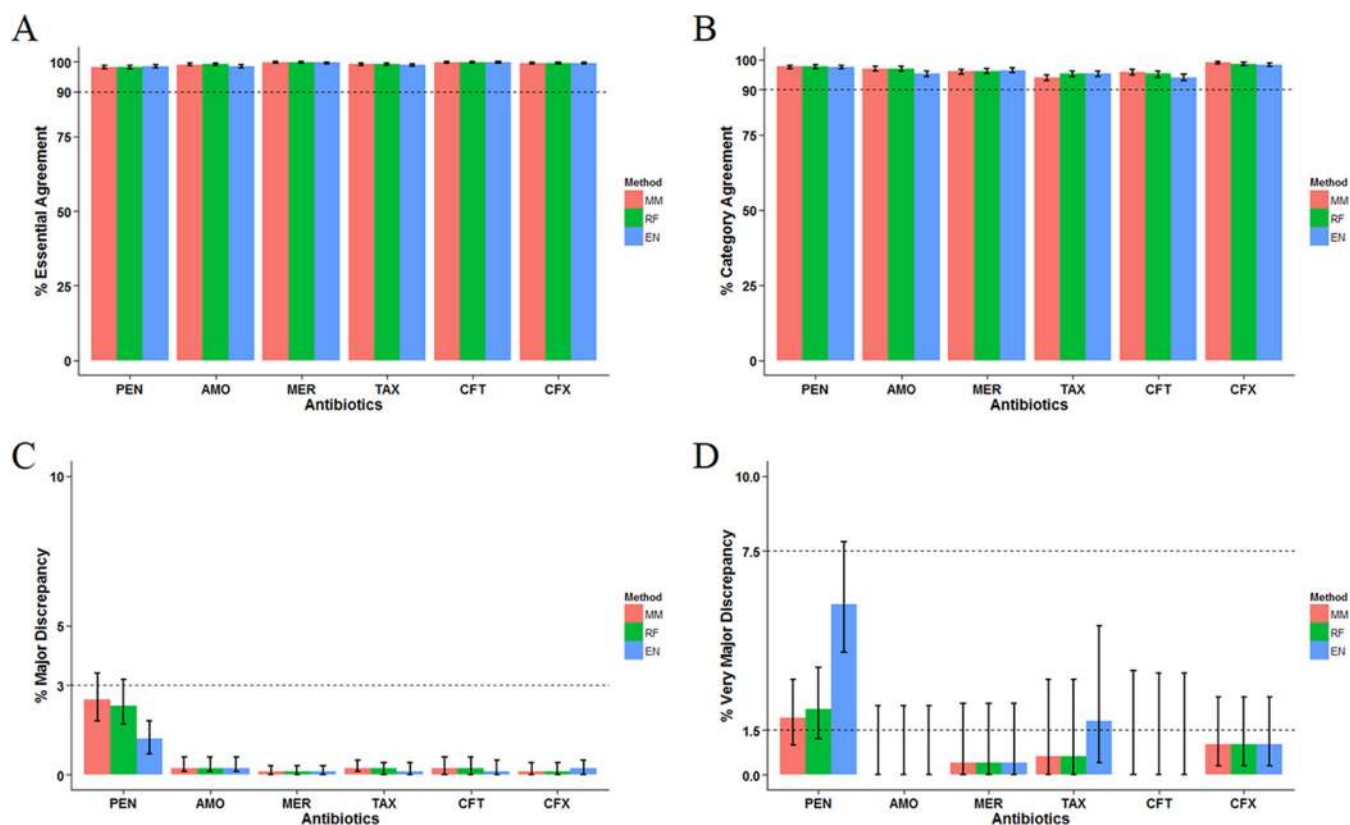 A
% Essential Agreement
100
90
75
50
25
0
PEN AMO MER TAX CFT CFX
Antibiotics
Method
MM
RF
EN
B
% Category Agreement
100
90
75
50
25
0
PEN AMO MER TAX CFT CFX
Antibiotics
Method
MM
RF
EN
C
% Major Discrepancy
10
5
3
0
PEN AMO MER TAX CFT CFX
Antibiotics
Method
MM
RF
EN
D
% Very Major Discrepancy
10.0
7.5
1.5
0.0
PEN AMO MER TAX CFT CFX
Antibiotics
Method
MM
RF
EN